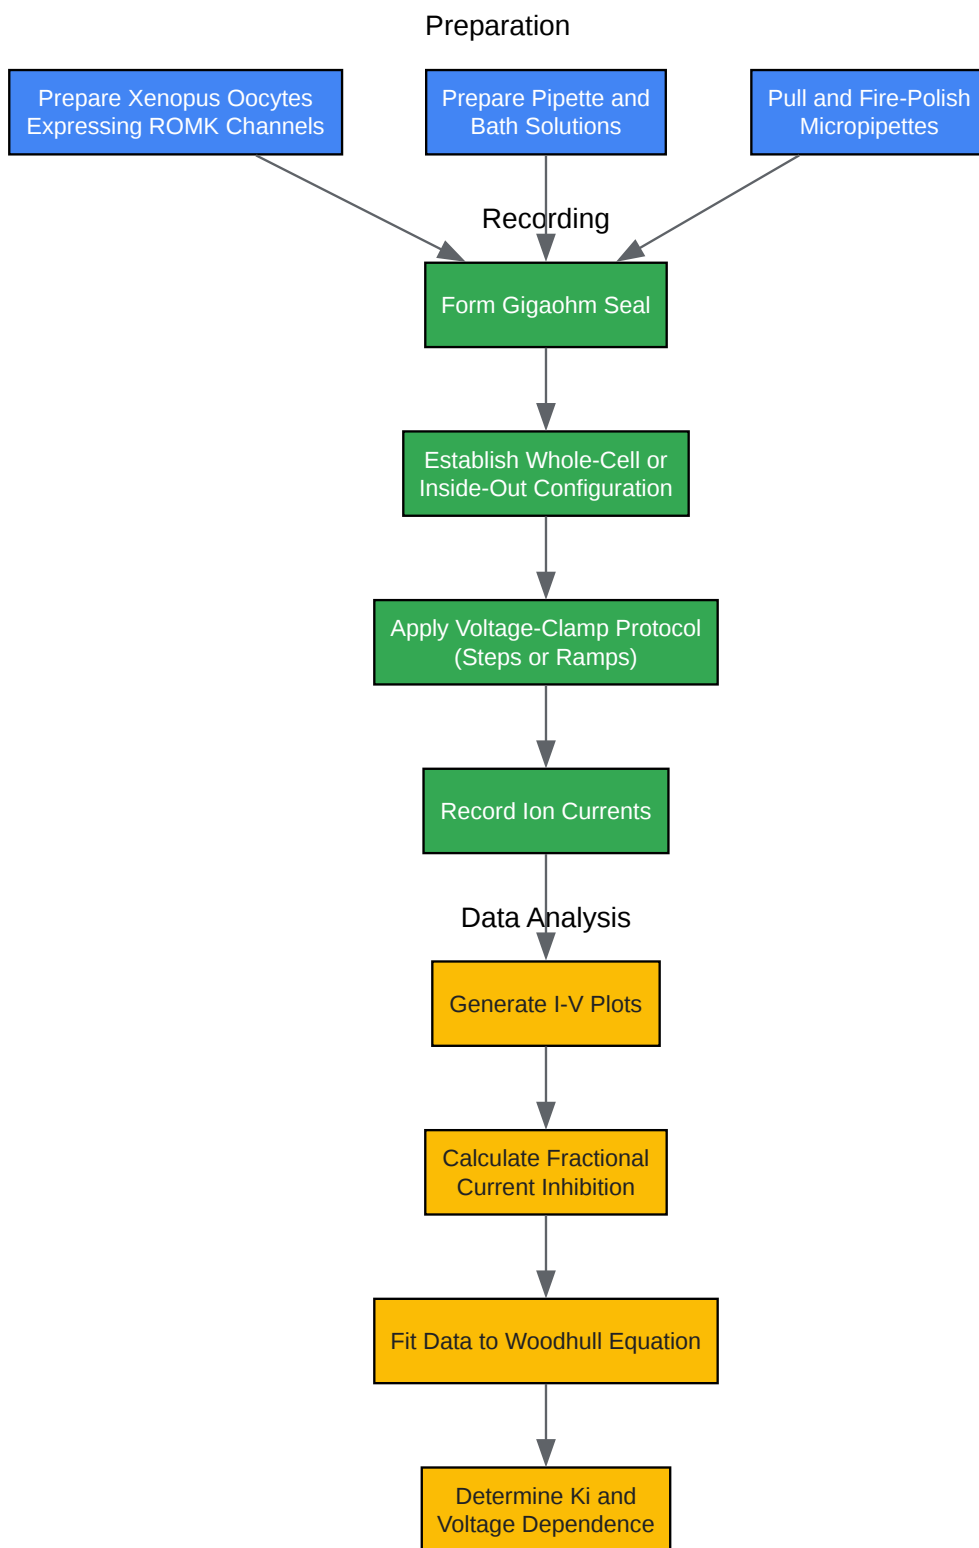 Preparation
Prepare Xenopus Oocytes
Expressing ROMK Channels
Prepare Pipette and
Bath Solutions
Pull and Fire-Polish
Micropipettes
Recording
Form Gigaohm Seal
Establish Whole-Cell or
Inside-Out Configuration
Apply Voltage-Clamp Protocol
(Steps or Ramps)
Record Ion Currents
Data Analysis
Generate I-V Plots
Calculate Fractional
Current Inhibition
Fit Data to Woodhull Equation
Determine Ki and
Voltage Dependence